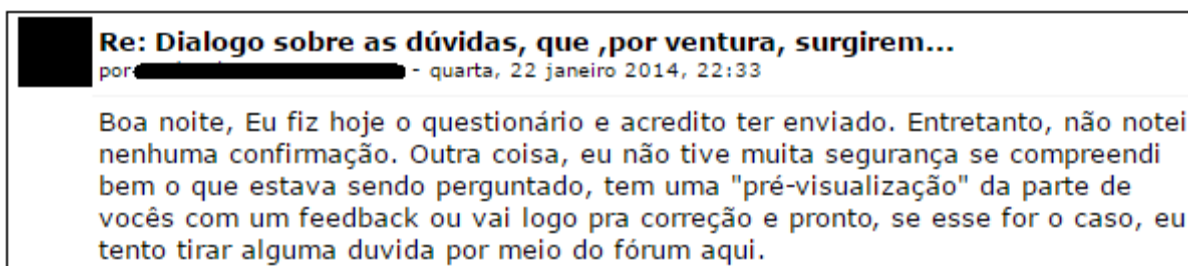 Re: Dialogo sobre as dúvidas, que ,por ventura, surgirem...
por - quarta, 22 janeiro 2014, 22:33
Boa noite, Eu fiz hoje o questionário e acredito ter enviado. Entretanto, não notei
nenhuma confirmação. Outra coisa, eu não tive muita segurança se compreendi
bem o que estava sendo perguntado, tem uma "pré-visualização" da parte de
vocês com um feedback ou vai logo pra correção e pronto, se esse for o caso, eu
tento tirar alguma duvida por meio do fórum aqui.